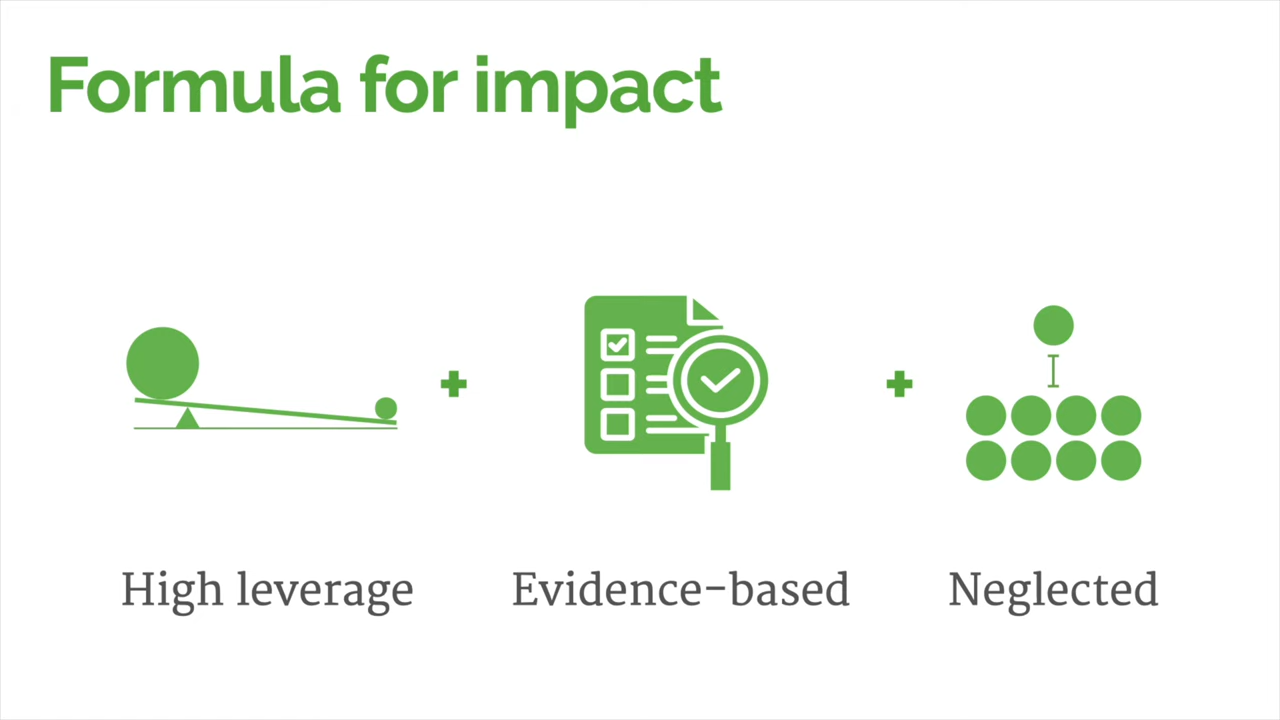 Formula for impact
High leverage
Evidence-based
Neglected